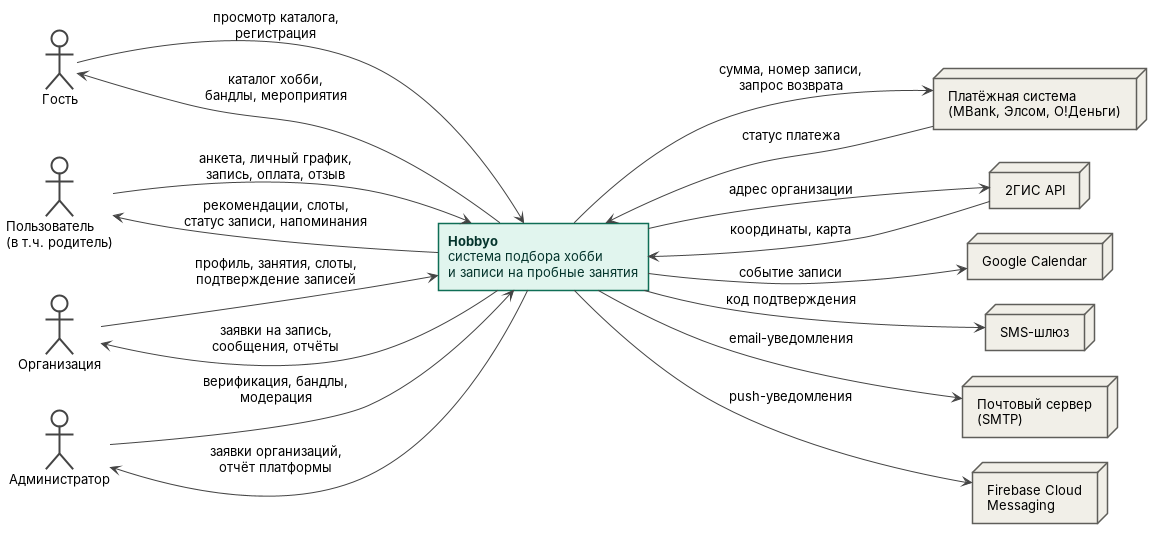 просмотр каталога,
регистрация
Гость
каталог хобби,
бандлы, мероприятия
анкета, личный график,
запись, оплата, отзыв
Пользователь
(в т.ч. родитель)
рекомендации, слоты,
статус записи, напоминания
профиль, занятия, слоты,
подтверждение записей
Организация
заявки на запись,
сообщения, отчёты
верификация, бандлы,
модерация
Администратор
заявки организаций,
отчёт платформы
Hobbyo
система подбора хобби
и записи на пробные занятия
сумма, номер записи,
запрос возврата
статус платежа
Платёжная система
(MBank, Элсом, О!Деньги)
адрес организации
координаты, карта
2ГИС API
событие записи
Google Calendar
код подтверждения
SMS-шлюз
email-уведомления
Почтовый сервер
(SMTP)
push-уведомления
Firebase Cloud
Messaging